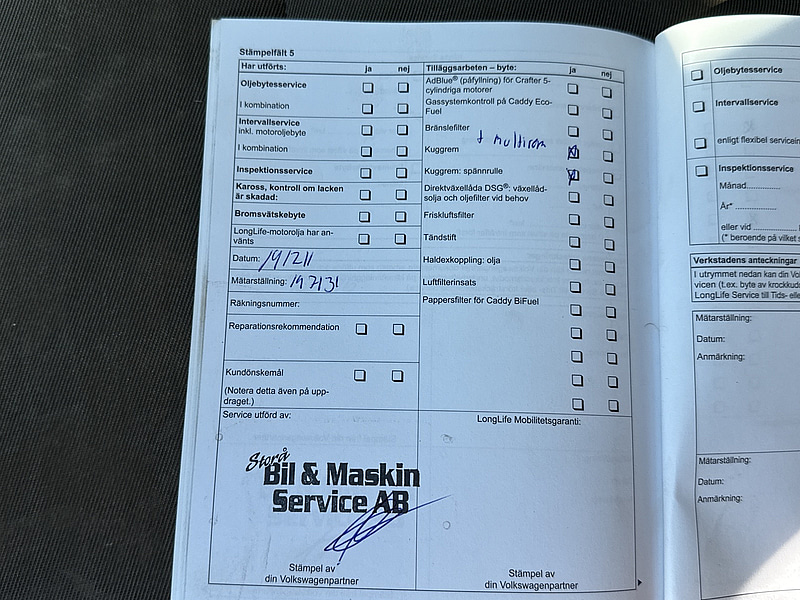 Stämpelfält 5
Har utförts: ja nej
Oljebytesservice
I kombination
Intervallservice
inkl. motoroljebyte
I kombination
Inspektionsservice
Kaross, kontroll om lacken
är skadad:
Bromsvätskebyte
LongLife-motorolja har an-
vänts
Datum: 191211
Mätarställning: 197131
Räkningsnummer:
Reparationsrekommendation
Kundönskemål
(Notera detta även på upp-
draget.)
Service utförd av:
Storå
Bil & Maskin
Service AB
Stämpel av
din Volkswagenpartner
Tilläggsarbeten – byte: ja nej
AdBlue® (påfyllning) för Crafter 5-
cylindriga motorer
Gassystemkontroll på Caddy Eco-
Fuel
Bränslefilter
+ multirem
Kuggrem
Kuggrem: spännrulle
Direktväxellåda DSG®: växellåd-
solja och oljefilter vid behov
Friskluftsfilter
Tändstift
Haldexkoppling: olja
Luftfilterinsats
Pappersfilter för Caddy BiFuel
LongLife Mobilitetsgaranti:
Stämpel av
din Volkswagenpartner
Oljebytesservice
Intervallservice
enligt flexibel servicein
Inspektionsservice
Månad..............
År* ..................
eller vid
(* beroende på vilket s
Verkstadens anteckningar
I utrymmet nedan kan din Vol
vicen (t.ex. byte av krockkud
LongLife Service till Tids- elle
Mätarställning:
Datum:
Anmärkning:
Mätarställning:
Datum:
Anmärkning: